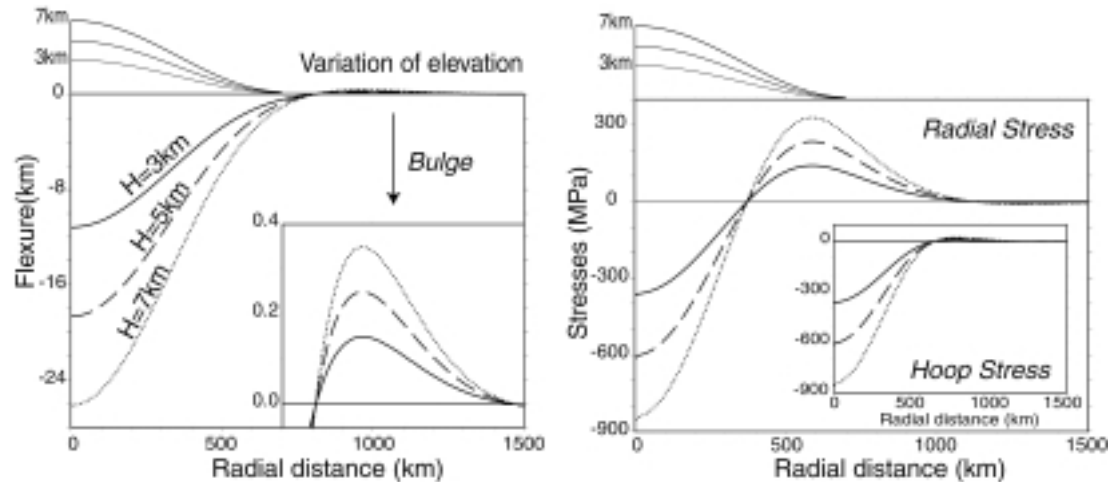 7km
3km
0
-8
-16
-24
Flexure(km)
Variation of elevation
Bulge
H=3km
H=5km
H=7km
0.4
0.2
0.0
0
500
1000
1500
Radial distance (km)
7km
3km
300
0
-300
-600
-900
Stresses (MPa)
Radial Stress
0
-300
-600
-900
Hoop Stress
0
500
1000
1500
Radial distance (km)
0
500
1000
1500
Radial distance (km)